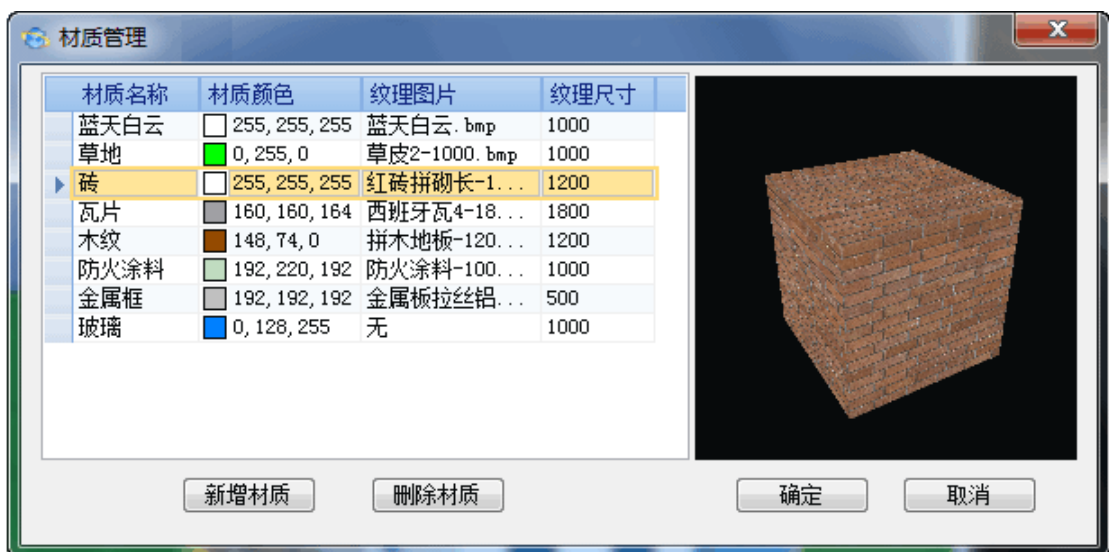 材质管理
材质名称 材质颜色 纹理图片 纹理尺寸
蓝天白云 255, 255, 255 蓝天白云.bmp 1000
草地 0, 255, 0 草皮2-1000.bmp 1000
砖 255, 255, 255 红砖拼砌长-1... 1200
瓦片 160, 160, 164 西班牙瓦4-18... 1800
木纹 148, 74, 0 拼木地板-120... 1200
防火涂料 192, 220, 192 防火涂料-100... 1000
金属框 192, 192, 192 金属板拉丝铝... 500
玻璃 0, 128, 255 无 1000
新增材质 删除材质 确定 取消